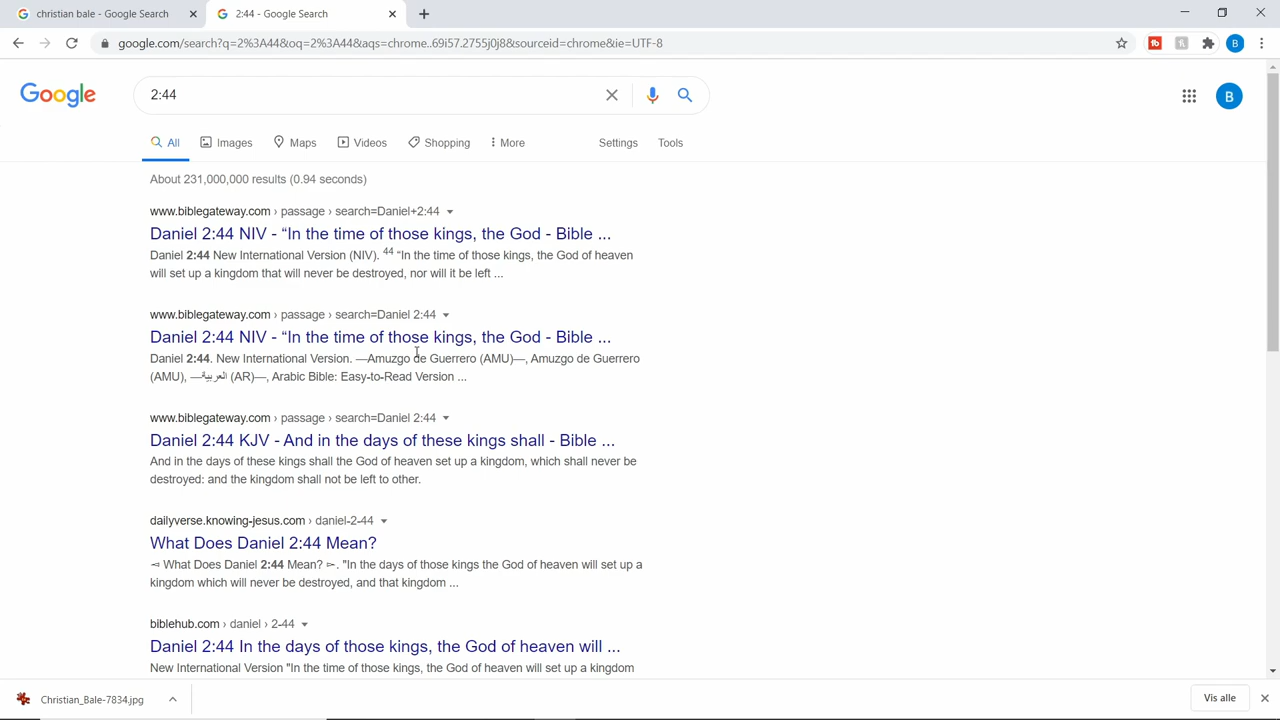 christian bale - Google Search
2:44 - Google Search
google.com/search?q=2%3A44&oq=2%3A44&aqs=chrome..69i57.2755j0j8&sourceid=chrome&ie=UTF-8
B
Google
2:44
B
All
Images
Maps
Videos
Shopping
More
Settings
Tools
About 231,000,000 results (0.94 seconds)
www.biblegateway.com › passage › search=Daniel+2:44
Daniel 2:44 NIV - “In the time of those kings, the God - Bible ...
Daniel 2:44 New International Version (NIV). 44 “In the time of those kings, the God of heaven
will set up a kingdom that will never be destroyed, nor will it be left ...
www.biblegateway.com › passage › search=Daniel 2:44
Daniel 2:44 NIV - “In the time of those kings, the God - Bible ...
Daniel 2:44. New International Version. —Amuzgo de Guerrero (AMU)—, Amuzgo de Guerrero
(AMU), —العربية (AR)—, Arabic Bible: Easy-to-Read Version ...
www.biblegateway.com › passage › search=Daniel 2:44
Daniel 2:44 KJV - And in the days of these kings shall - Bible ...
And in the days of these kings shall the God of heaven set up a kingdom, which shall never be
destroyed: and the kingdom shall not be left to other.
dailyverse.knowing-jesus.com › daniel-2-44
What Does Daniel 2:44 Mean?
◅ What Does Daniel 2:44 Mean? ▻. "In the days of those kings the God of heaven will set up a
kingdom which will never be destroyed, and that kingdom ...
biblehub.com › daniel › 2-44
Daniel 2:44 In the days of those kings, the God of heaven will ...
New International Version "In the time of those kings, the God of heaven will set up a kingdom
Christian_Bale-7834.jpg
Vis alle